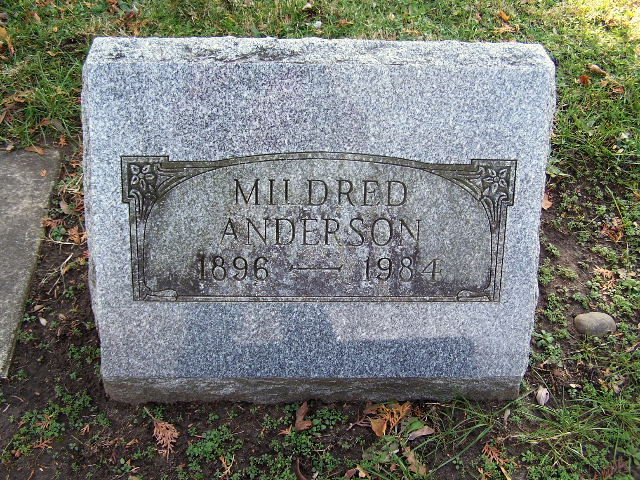 MILDRED
ANDERSON
1896 — 1984